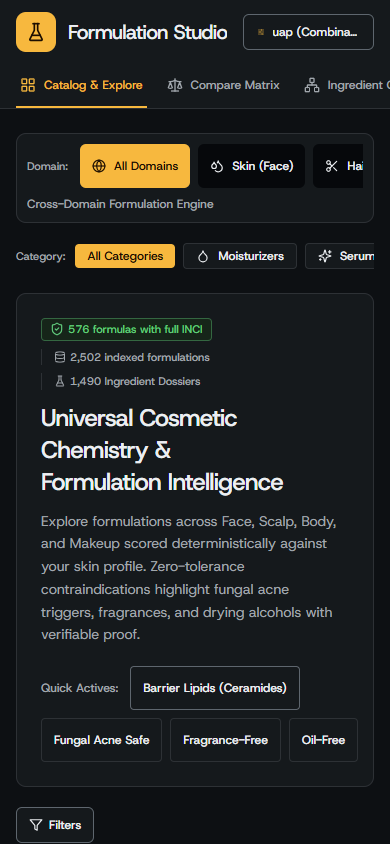 Formulation Studio
uap (Combina...
Catalog & Explore
Compare Matrix
Ingredient
Domain:
All Domains
Skin (Face)
Hai
Cross-Domain Formulation Engine
Category:
All Categories
Moisturizers
Serum
576 formulas with full INCI
2,502 indexed formulations
1,490 Ingredient Dossiers
Universal Cosmetic
Chemistry &
Formulation Intelligence
Explore formulations across Face, Scalp, Body,
and Makeup scored deterministically against
your skin profile. Zero-tolerance
contraindications highlight fungal acne
triggers, fragrances, and drying alcohols with
verifiable proof.
Quick Actives:
Barrier Lipids (Ceramides)
Fungal Acne Safe
Fragrance-Free
Oil-Free
Filters